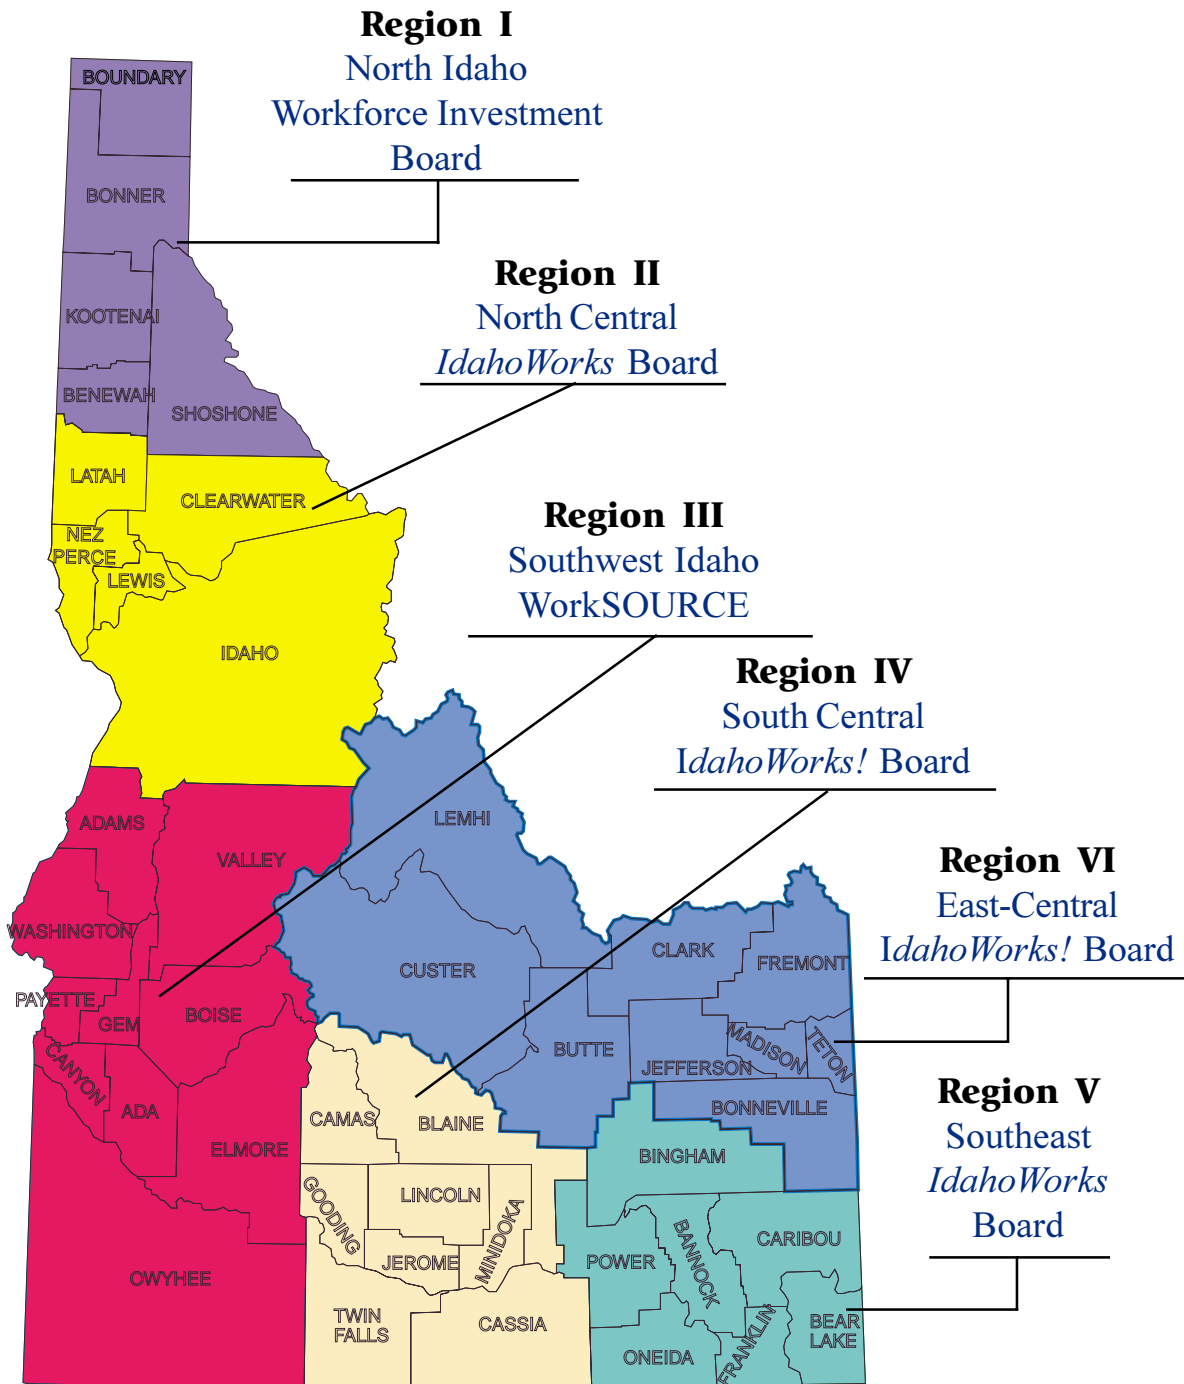 Region I
North Idaho
Workforce Investment
Board
BOUNDARY
BONNER
KOOTENAI
BENEWAH
SHOSHONE
Region II
North Central
IdahoWorks Board
LATAH
CLEARWATER
NEZ
PERCE
LEWIS
IDAHO
Region III
Southwest Idaho
WorkSOURCE
Region IV
South Central
IdahoWorks! Board
ADAMS
VALLEY
WASHINGTON
PAYETTE
GEM
BOISE
CANYON
ADA
ELMORE
OWYHEE
LEMHI
CUSTER
CLARK
FREMONT
BUTTE
JEFFERSON
MADISON
TETON
BONNEVILLE
Region VI
East-Central
IdahoWorks! Board
CAMAS
BLAINE
GOODING
LINCOLN
JEROME
MINIDOKA
TWIN
FALLS
CASSIA
Region V
Southeast
IdahoWorks
Board
BINGHAM
POWER
BANNOCK
CARIBOU
ONEIDA
FRANKLIN
BEAR
LAKE